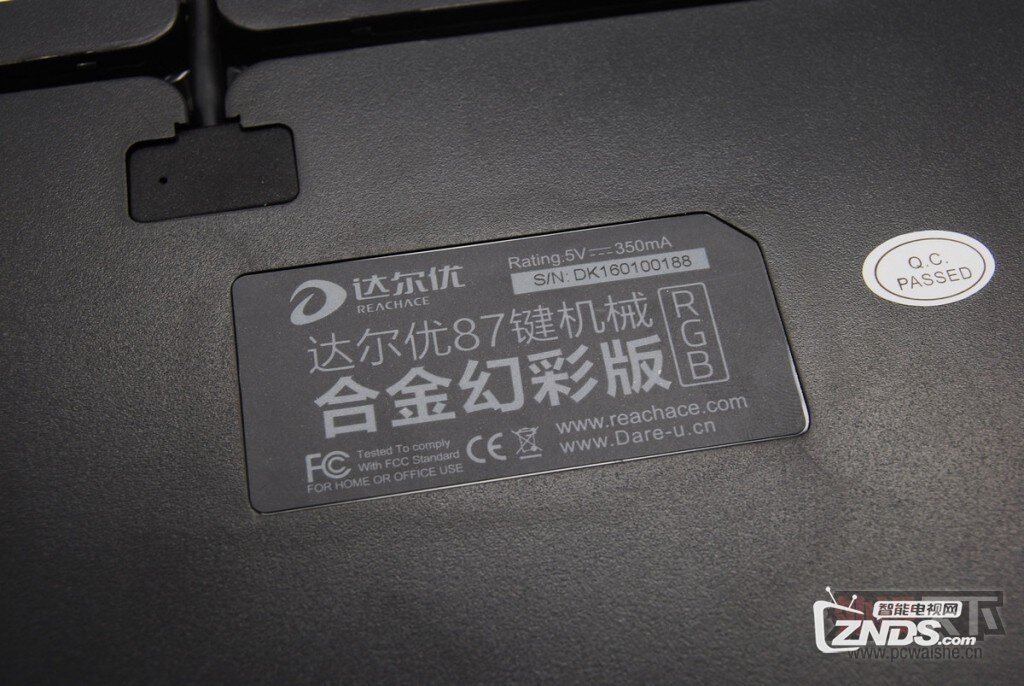 达尔优
REACHACE
Rating.5V⎓350mA
S/N: DK160100188
达尔优87键机械
合金幻彩版
RGB
FC Tested To comply
With FCC Standard
FOR HOME OR OFFICE USE
CE
www.reachace.com
www.Dare-u.cn
Q.C.
PASSED
智能电视网
ZNDS.com
www.pcwaishe.cn